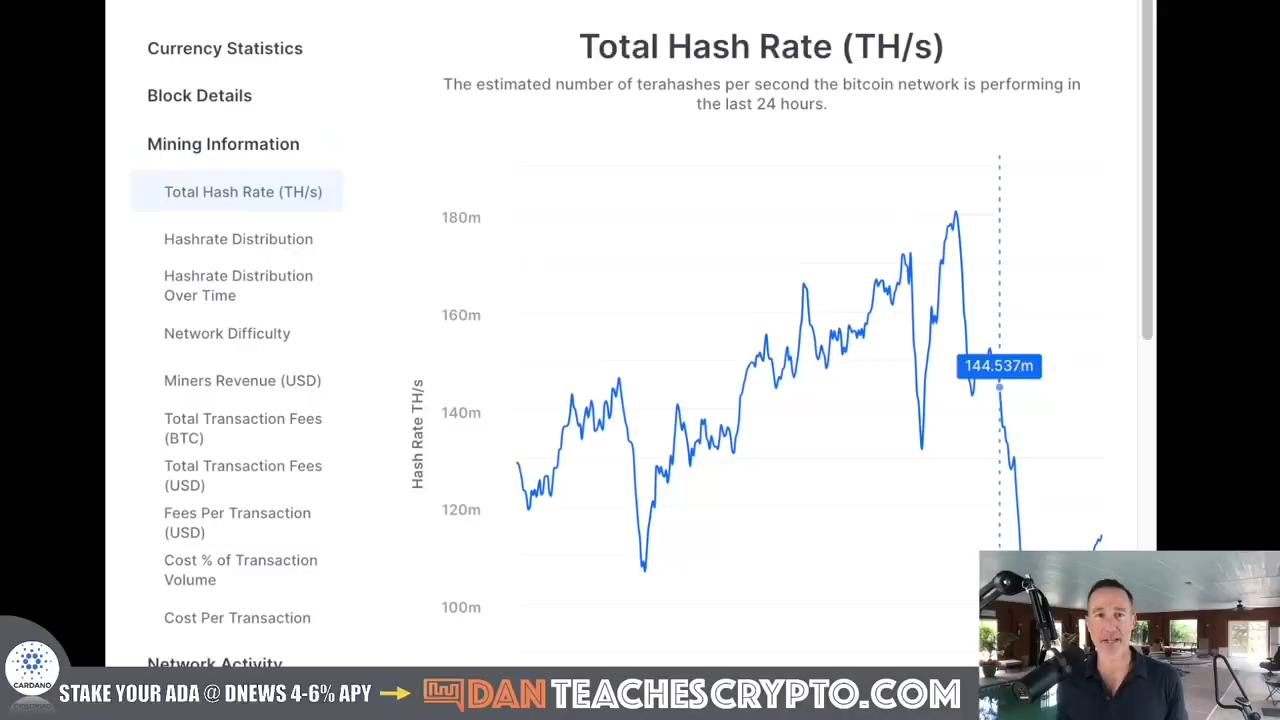 Currency Statistics
Block Details
Mining Information
Total Hash Rate (TH/s)
Hashrate Distribution
Hashrate Distribution
Over Time
Network Difficulty
Miners Revenue (USD)
Total Transaction Fees
(BTC)
Total Transaction Fees
(USD)
Fees Per Transaction
(USD)
Cost % of Transaction
Volume
Cost Per Transaction
Network Activity
Total Hash Rate (TH/s)
The estimated number of terahashes per second the bitcoin network is performing in
the last 24 hours.
180m
160m
140m
120m
100m
Hash Rate TH/s
144.537m
CARDANO
STAKE YOUR ADA @ DNEWS 4-6% APY
DANTEACHESCRYPTO.COM